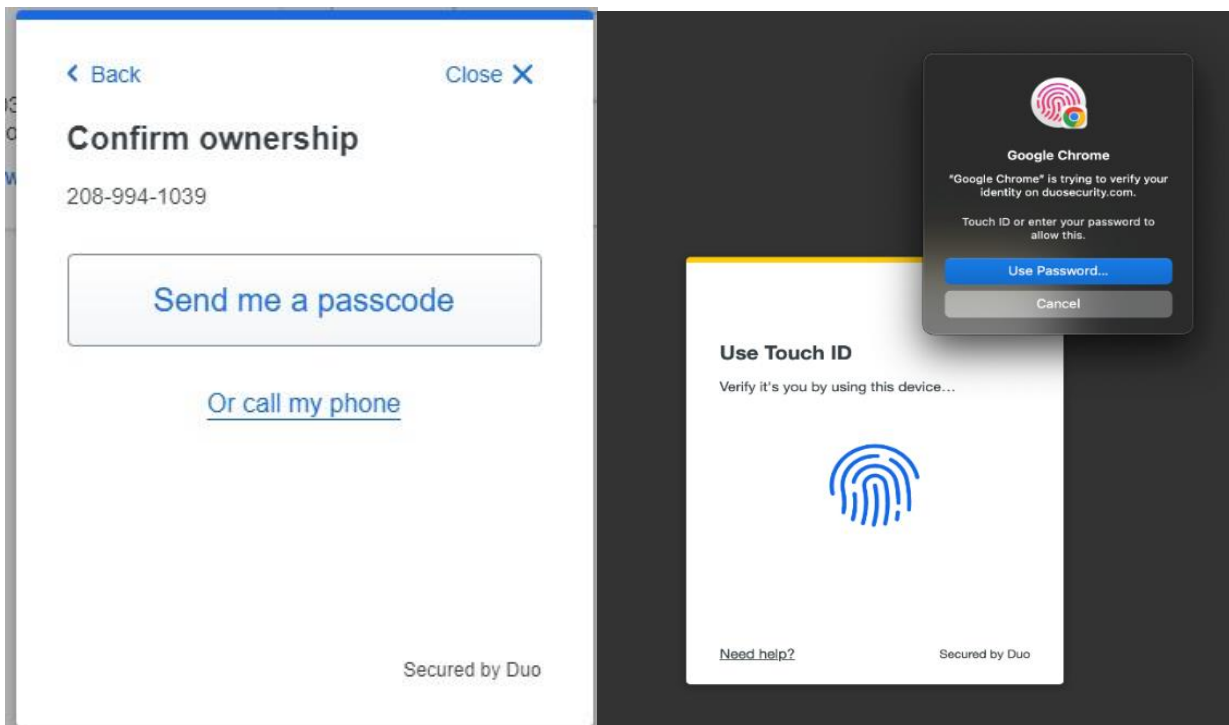 Back
Close
Confirm ownership
208-994-1039
Send me a passcode
Or call my phone
Secured by Duo
Google Chrome
"Google Chrome" is trying to verify your
identity on duosecurity.com.
Touch ID or enter your password to
allow this.
Use Password...
Cancel
Use Touch ID
Verify it's you by using this device...
Need help?
Secured by Duo